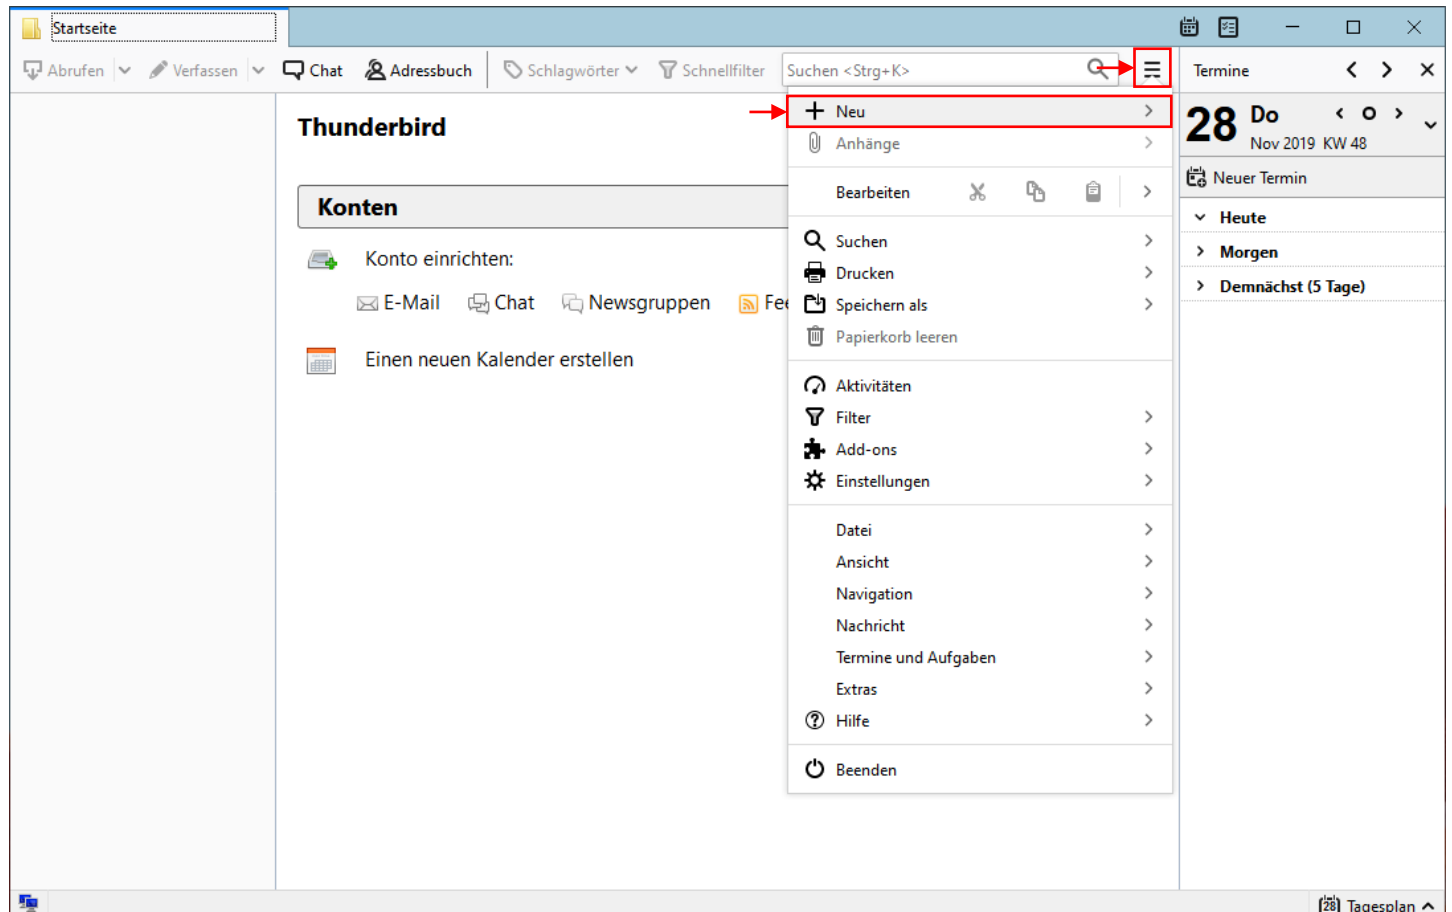 Startseite
Abrufen Verfassen Chat Adressbuch Schlagwörter Schnellfilter Suchen <Strg+K>
Thunderbird
Konten
Konto einrichten:
E-Mail Chat Newsgruppen Fee
Einen neuen Kalender erstellen
Neu
Anhänge
Bearbeiten
Suchen
Drucken
Speichern als
Papierkorb leeren
Aktivitäten
Filter
Add-ons
Einstellungen
Datei
Ansicht
Navigation
Nachricht
Termine und Aufgaben
Extras
Hilfe
Beenden
Termine
28 Do
Nov 2019 KW 48
Neuer Termin
Heute
Morgen
Demnächst (5 Tage)
28 Tagesplan